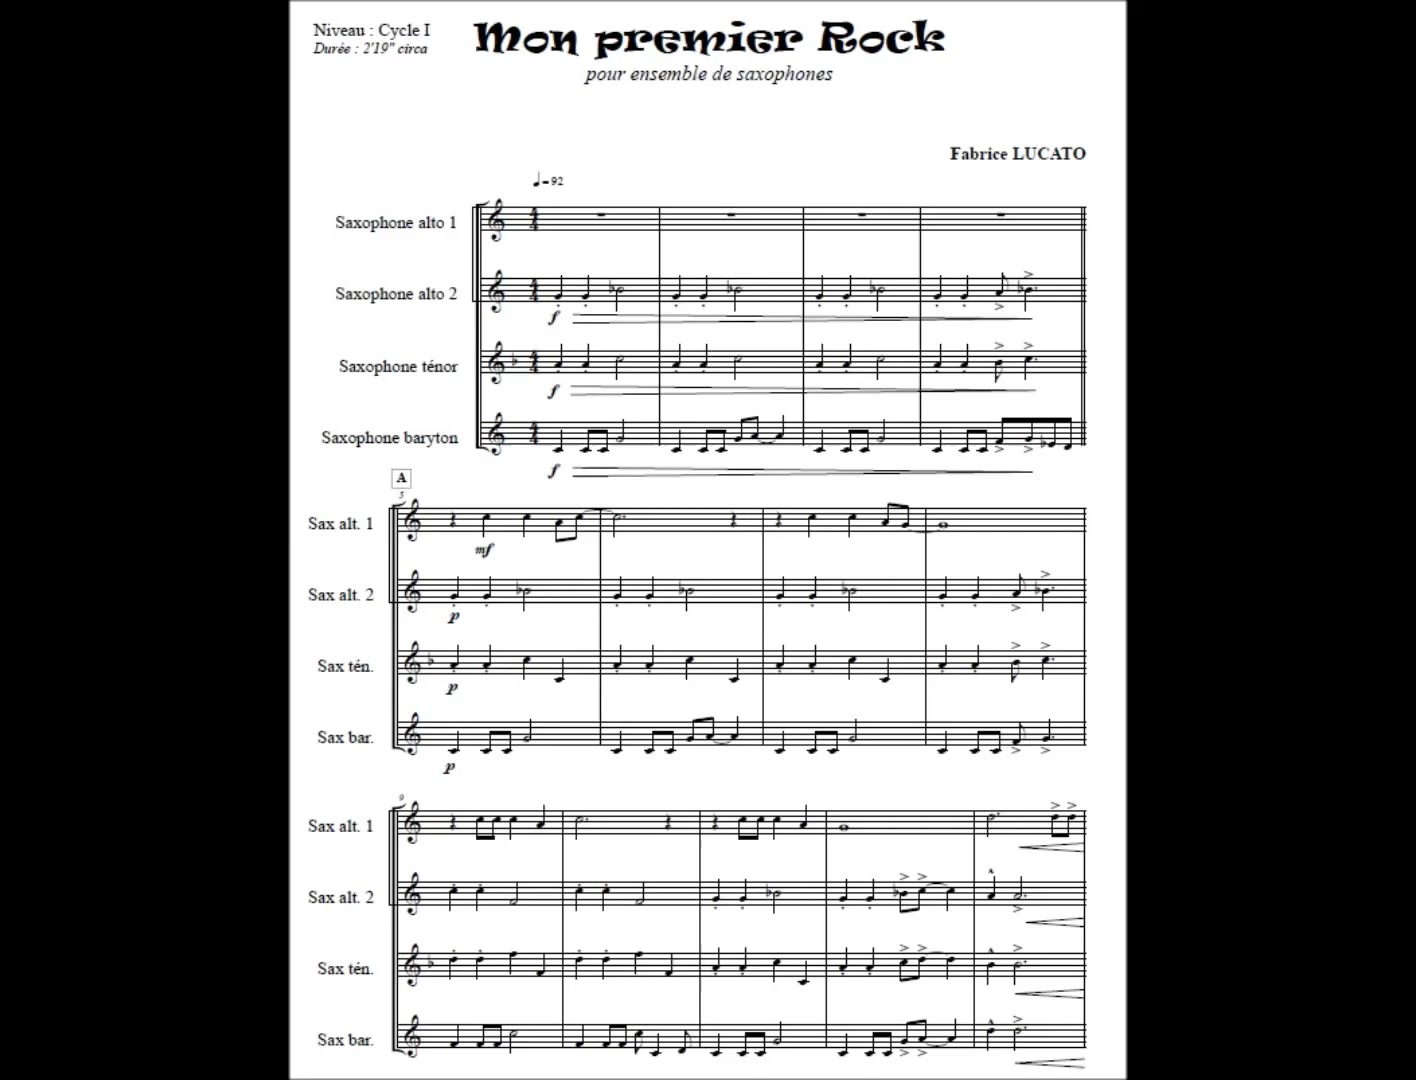 Niveau : Cycle I
Durée : 2'19" circa
Mon premier Rock
pour ensemble de saxophones
Fabrice LUCATO
♩=92
Saxophone alto 1
Saxophone alto 2
f
Saxophone ténor
f
Saxophone baryton
f
A
5
Sax alt. 1
mf
Sax alt. 2
p
Sax tén.
p
Sax bar.
p
9
Sax alt. 1
Sax alt. 2
Sax tén.
Sax bar.